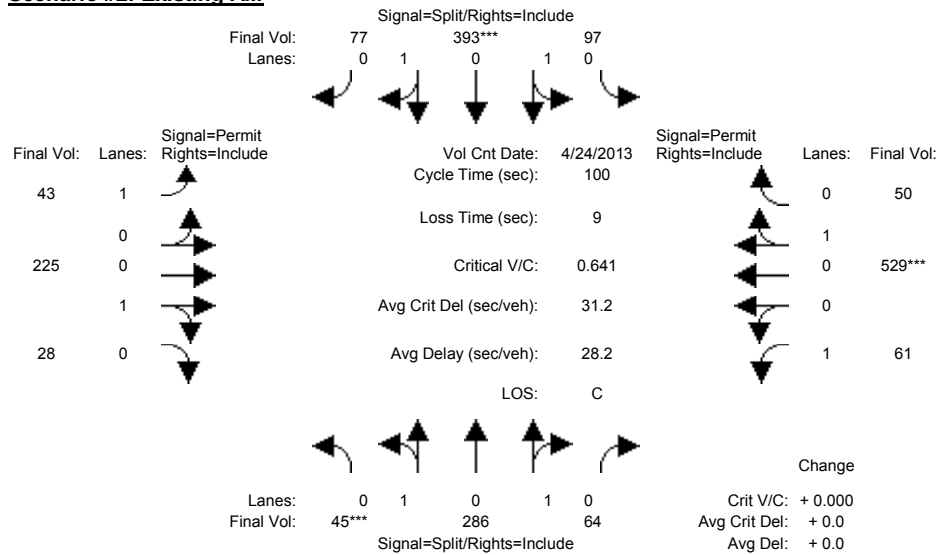 Signal=Split/Rights=Include
Final Vol: 77 393*** 97
Lanes: 0 1 0 1 0
Signal=Permit Signal=Permit
Final Vol: Lanes: Rights=Include Vol Cnt Date: 4/24/2013 Rights=Include Lanes: Final Vol:
Cycle Time (sec): 100
43 1 0 50
Loss Time (sec): 9
0 1
225 0 Critical V/C: 0.641 0 529***
1 Avg Crit Del (sec/veh): 31.2 0
28 0 Avg Delay (sec/veh): 28.2 1 61
LOS: C
Change
Lanes: 0 1 0 1 0 Crit V/C: + 0.000
Final Vol: 45*** 286 64 Avg Crit Del: + 0.0
Signal=Split/Rights=Include Avg Del: + 0.0